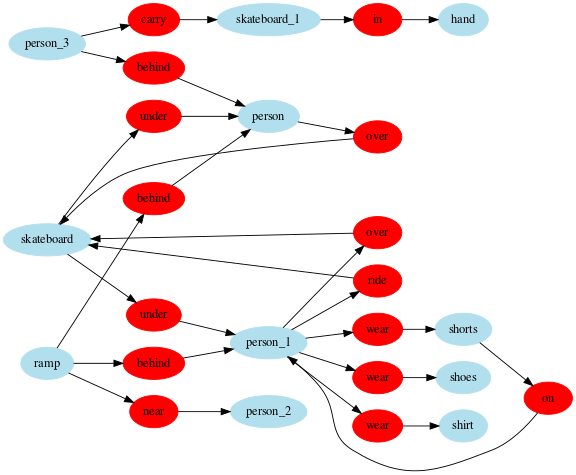 carry
skateboard_1
in
hand
person_3
behind
under
person
over
behind
skateboard
over
ride
under
person_1
wear
shorts
ramp
behind
wear
shoes
near
person_2
wear
shirt
on